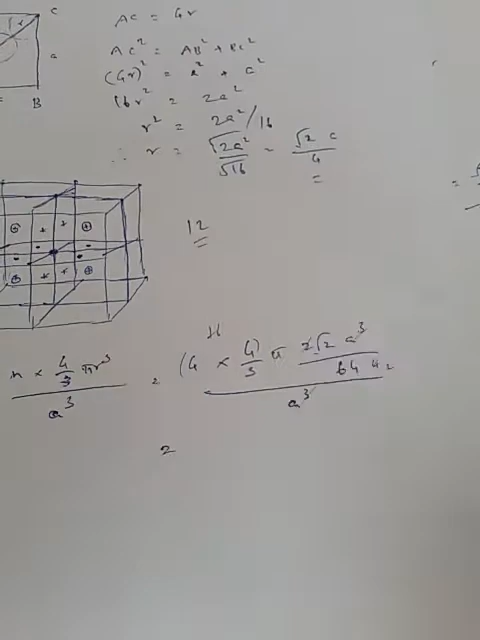 C
a
B
AC = 4r
AC² = AB² + BC²
(4r)² = a² + a²
16r² = 2a²
r² = 2a²/16
∴ r = √2a²/√16 = √2 a/4
=
12
=
n × 4/3 πr³ / a³ = (4 × 4/3) π 2√2 a³/64 / a³
=